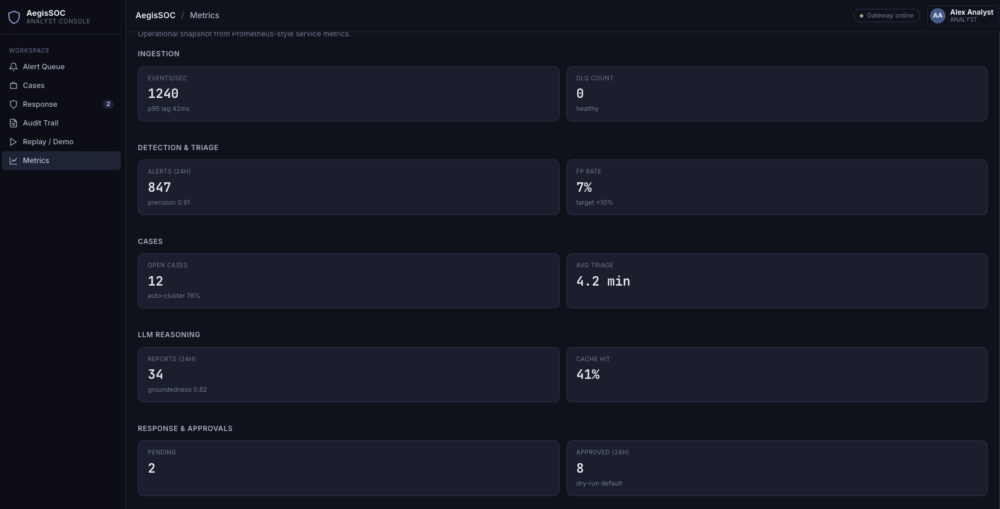 AegisSOC
ANALYST CONSOLE
WORKSPACE
Alert Queue
Cases
Response 2
Audit Trail
Replay / Demo
Metrics
AegisSOC / Metrics
Gateway online
AA
Alex Analyst
ANALYST
Operational snapshot from Prometheus-style service metrics.
INGESTION
EVENTS/SEC
1240
p95 lag 42ms
DLQ COUNT
0
healthy
DETECTION & TRIAGE
ALERTS (24H)
847
precision 0.91
FP RATE
7%
target <10%
CASES
OPEN CASES
12
auto-cluster 78%
AVG TRIAGE
4.2 min
LLM REASONING
REPORTS (24H)
34
groundedness 0.82
CACHE HIT
41%
RESPONSE & APPROVALS
PENDING
2
APPROVED (24H)
8
dry-run default